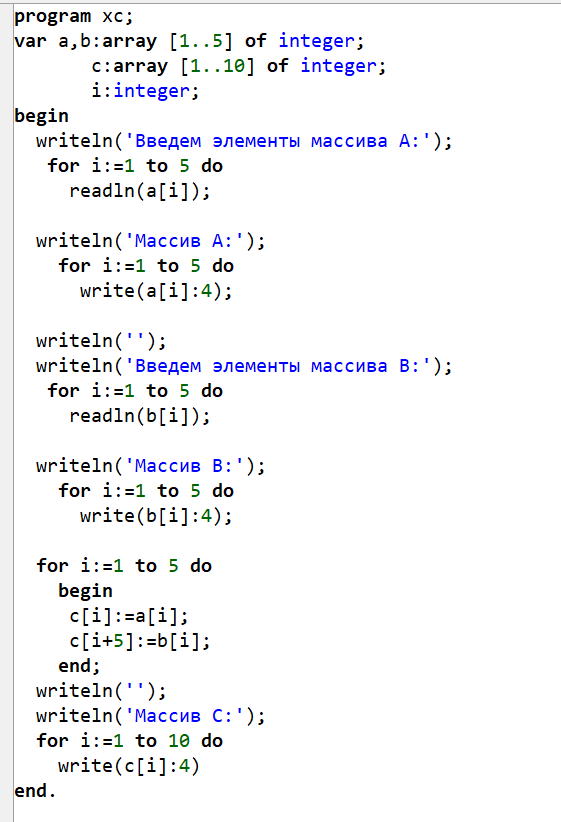 program xc;
var a,b:array [1..5] of integer;
       c:array [1..10] of integer;
       i:integer;
begin
  writeln('Введем элементы массива A:');
   for i:=1 to 5 do
     readln(a[i]);
  writeln('Массив A:');
    for i:=1 to 5 do
      write(a[i]:4);
  writeln('');
  writeln('Введем элементы массива B:');
   for i:=1 to 5 do
     readln(b[i]);
  writeln('Массив B:');
    for i:=1 to 5 do
      write(b[i]:4);
  for i:=1 to 5 do
    begin
     c[i]:=a[i];
     c[i+5]:=b[i];
    end;
  writeln('');
  writeln('Массив C:');
  for i:=1 to 10 do
    write(c[i]:4)
end.